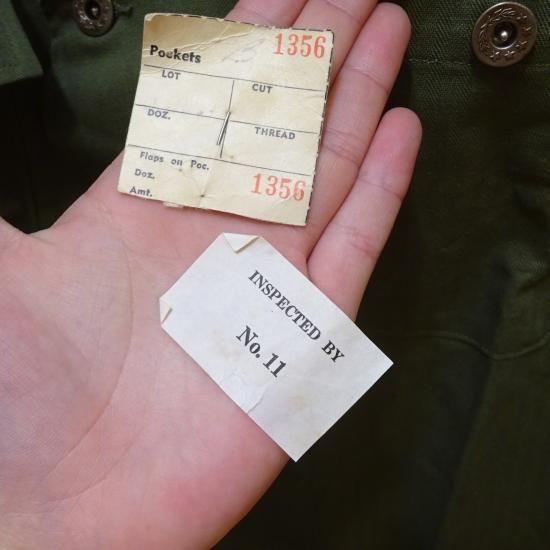 1356
Pockets
LOT
CUT
DOZ.
THREAD
Flaps on Poc.
Doz.
1356
Amt.
INSPECTED BY
No. 11